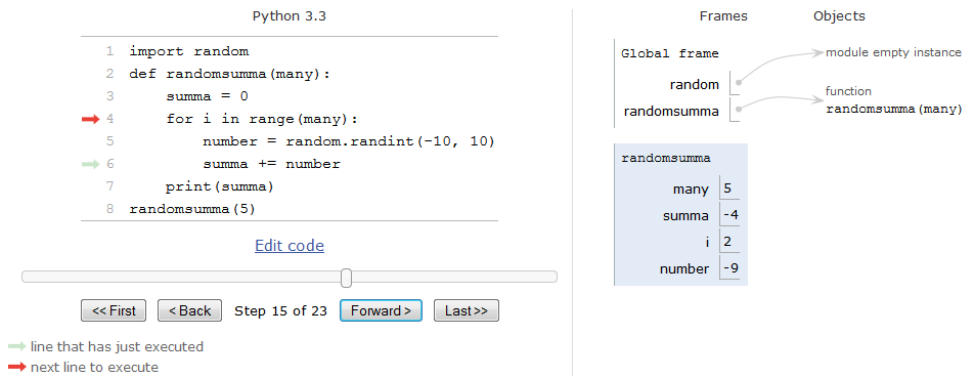 Python 3.3
1 import random
2 def randomsumma(many):
3     summa = 0
4     for i in range(many):
5         number = random.randint(-10, 10)
6         summa += number
7     print(summa)
8 randomsumma(5)
Edit code
<< First < Back Step 15 of 23 Forward > Last >>
line that has just executed
next line to execute
Frames Objects
Global frame
random
randomsumma
module empty instance
function
randomsumma(many)
randomsumma
many 5
summa -4
i 2
number -9